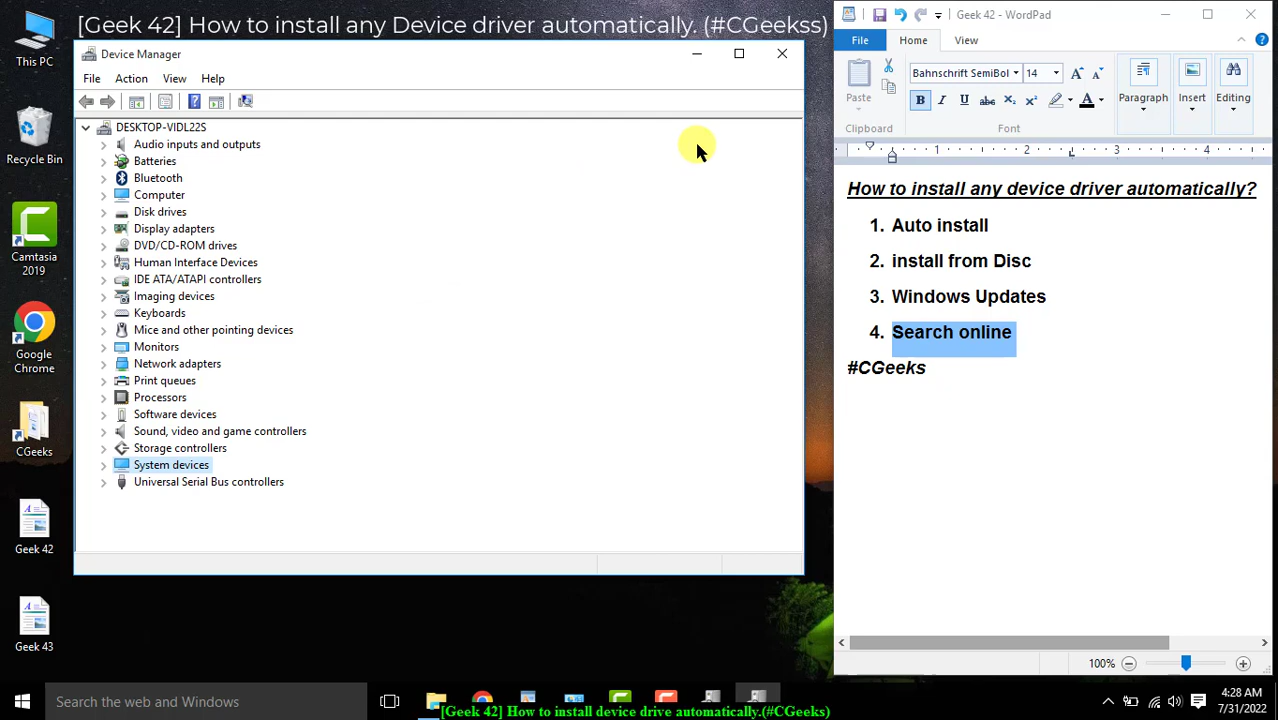 [Geek 42] How to install any Device driver automatically. (#CGeekss)
This PC
Recycle Bin
Camtasia
2019
Google
Chrome
CGeeks
Geek 42
Geek 43
Device Manager
File Action View Help
DESKTOP-VIDL22S
Audio inputs and outputs
Batteries
Bluetooth
Computer
Disk drives
Display adapters
DVD/CD-ROM drives
Human Interface Devices
IDE ATA/ATAPI controllers
Imaging devices
Keyboards
Mice and other pointing devices
Monitors
Network adapters
Print queues
Processors
Software devices
Sound, video and game controllers
Storage controllers
System devices
Universal Serial Bus controllers
Geek 42 - WordPad
File Home View
Paste
Clipboard
Bahnschrift SemiBol 14
B I U abc X₂ X² A
Font
Paragraph
Insert
Editing
1 2 3 4
How to install any device driver automatically?
1. Auto install
2. install from Disc
3. Windows Updates
4. Search online
#CGeeks
100%
Search the web and Windows
4:28 AM
7/31/2022
[Geek 42] How to install device drive automatically.(#CGeeks)